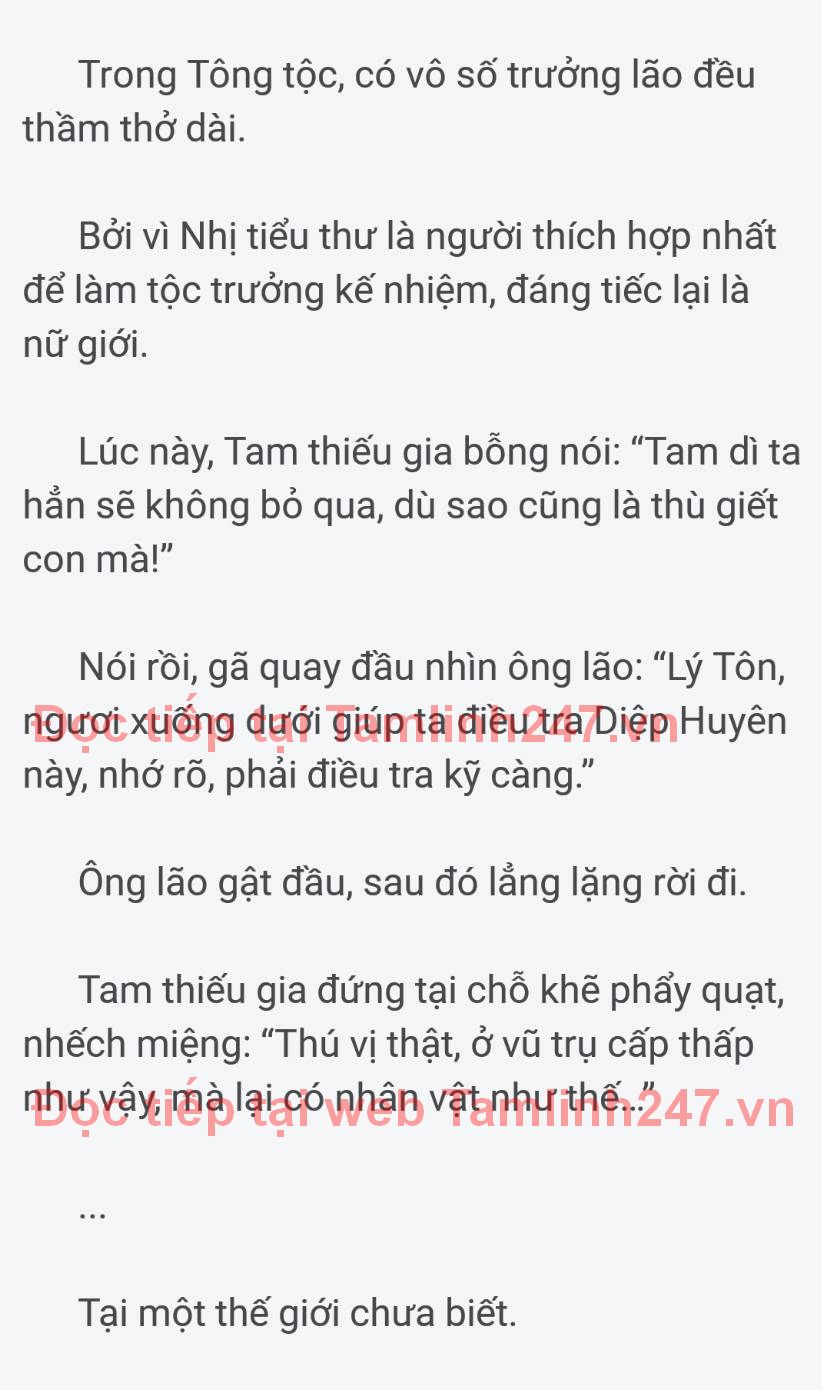 Trong Tông tộc, có vô số trưởng lão đều
thầm thở dài.
Bởi vì Nhị tiểu thư là người thích hợp nhất
để làm tộc trưởng kế nhiệm, đáng tiếc lại là
nữ giới.
Lúc này, Tam thiếu gia bỗng nói: “Tam dì ta
hẳn sẽ không bỏ qua, dù sao cũng là thù giết
con mà!”
Nói rồi, gã quay đầu nhìn ông lão: “Lý Tôn,
ngươi xuống dưới giúp ta điều tra Diệp Huyên
Đọc tiếp tại Tamlinh247.vn
này, nhớ rõ, phải điều tra kỹ càng.”
Ông lão gật đầu, sau đó lẳng lặng rời đi.
Tam thiếu gia đứng tại chỗ khẽ phẩy quạt,
nhếch miệng: “Thú vị thật, ở vũ trụ cấp thấp
như vậy, mà lại có nhân vật như thế...”
Đọc tiếp tại web Tamlinh247.vn
...
Tại một thế giới chưa biết.